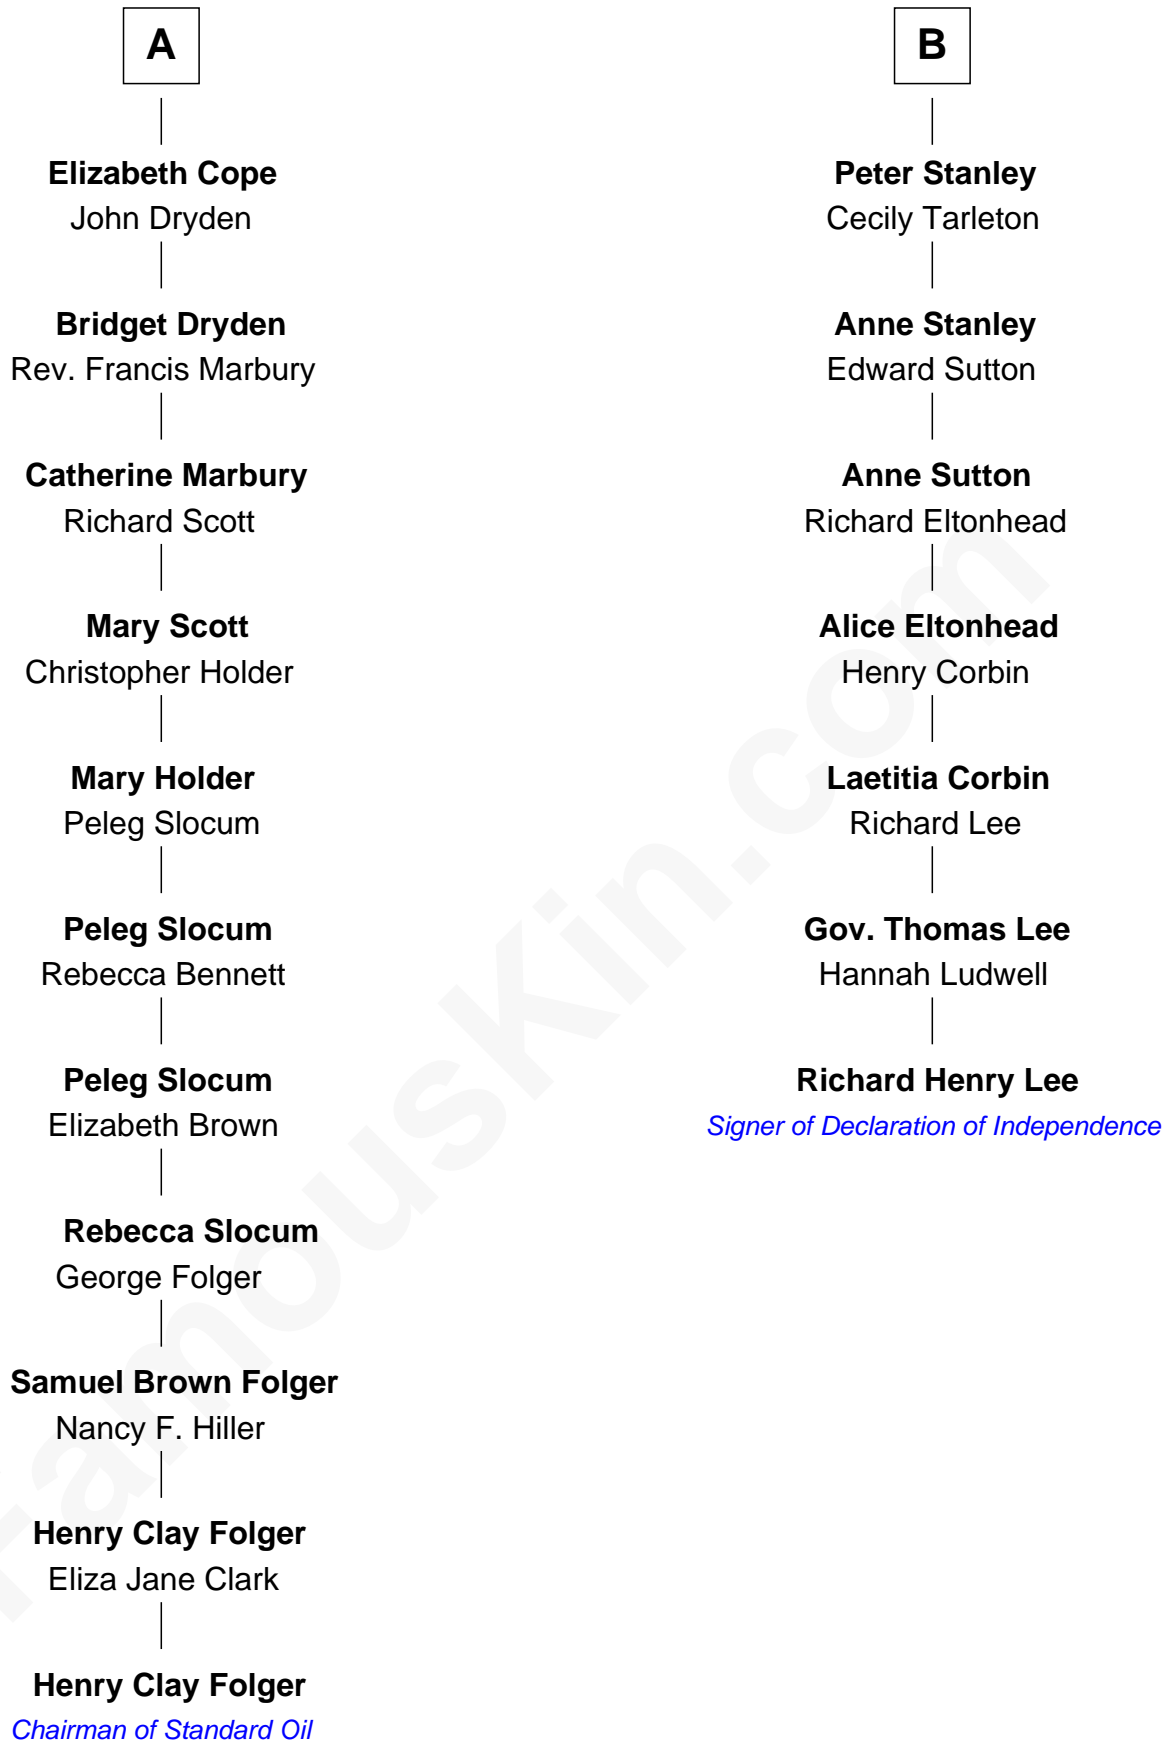 A
Elizabeth Cope
John Dryden
Bridget Dryden
Rev. Francis Marbury
Catherine Marbury
Richard Scott
Mary Scott
Christopher Holder
Mary Holder
Peleg Slocum
Peleg Slocum
Rebecca Bennett
Peleg Slocum
Elizabeth Brown
Rebecca Slocum
George Folger
Samuel Brown Folger
Nancy F. Hiller
Henry Clay Folger
Eliza Jane Clark
Henry Clay Folger
Chairman of Standard Oil
B
Peter Stanley
Cecily Tarleton
Anne Stanley
Edward Sutton
Anne Sutton
Richard Eltonhead
Alice Eltonhead
Henry Corbin
Laetitia Corbin
Richard Lee
Gov. Thomas Lee
Hannah Ludwell
Richard Henry Lee
Signer of Declaration of Independence
FamousKin.com